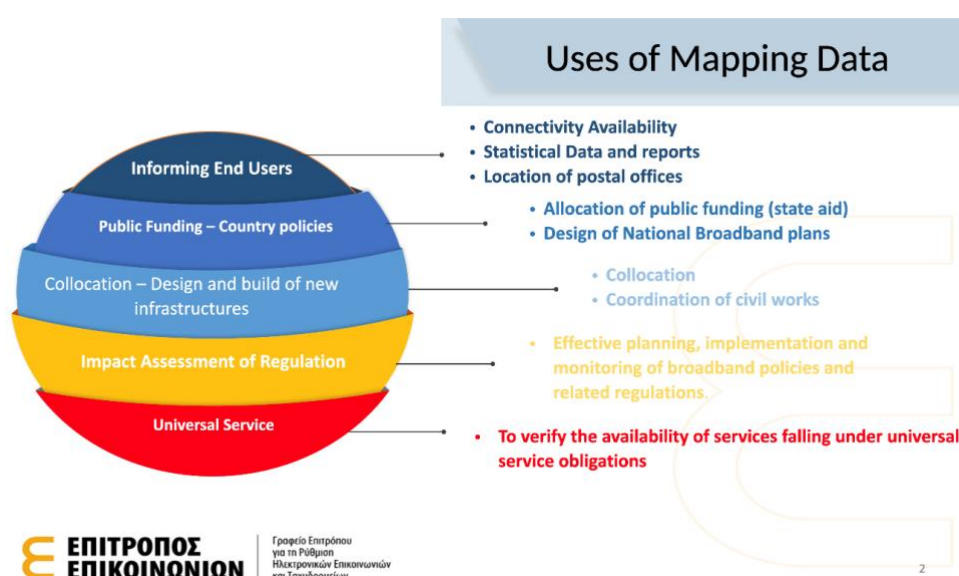 Uses of Mapping Data
Informing End Users
• Connectivity Availability
• Statistical Data and reports
• Location of postal offices
Public Funding – Country policies
• Allocation of public funding (state aid)
• Design of National Broadband plans
Collocation – Design and build of new
infrastructures
• Collocation
• Coordination of civil works
Impact Assessment of Regulation
• Effective planning, implementation and
monitoring of broadband policies and
related regulations.
Universal Service
• To verify the availability of services falling under universal
service obligations
ΕΠΙΤΡΟΠΟΣ
ΕΠΙΚΟΙΝΩΝΙΩΝ
Γραφείο Επιτρόπου
για τη Ρύθμιση
Ηλεκτρονικών Επικοινωνιών
και Ταχυδρομείων
2